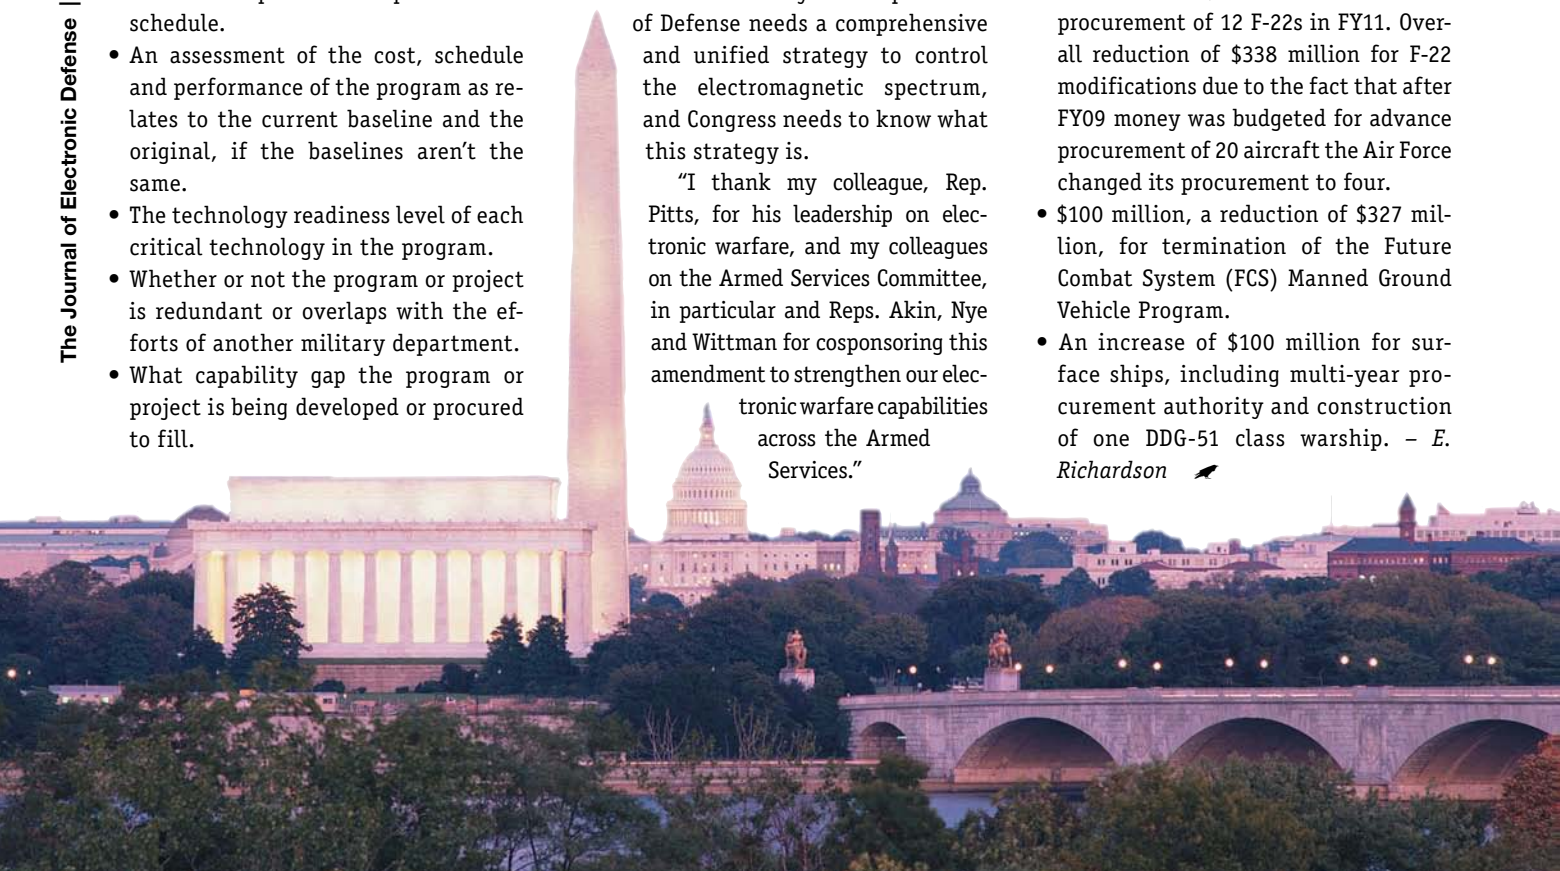 The Journal of Electronic Defense |
schedule.
• An assessment of the cost, schedule
and performance of the program as re-
lates to the current baseline and the
original, if the baselines aren’t the
same.
• The technology readiness level of each
critical technology in the program.
• Whether or not the program or project
is redundant or overlaps with the ef-
forts of another military department.
• What capability gap the program or
project is being developed or procured
to fill.
of Defense needs a comprehensive
and unified strategy to control
the electromagnetic spectrum,
and Congress needs to know what
this strategy is.
“I thank my colleague, Rep.
Pitts, for his leadership on elec-
tronic warfare, and my colleagues
on the Armed Services Committee,
in particular and Reps. Akin, Nye
and Wittman for cosponsoring this
amendment to strengthen our elec-
tronic warfare capabilities
across the Armed
Services.”
procurement of 12 F-22s in FY11. Over-
all reduction of $338 million for F-22
modifications due to the fact that after
FY09 money was budgeted for advance
procurement of 20 aircraft the Air Force
changed its procurement to four.
• $100 million, a reduction of $327 mil-
lion, for termination of the Future
Combat System (FCS) Manned Ground
Vehicle Program.
• An increase of $100 million for sur-
face ships, including multi-year pro-
curement authority and construction
of one DDG-51 class warship. – E.
Richardson